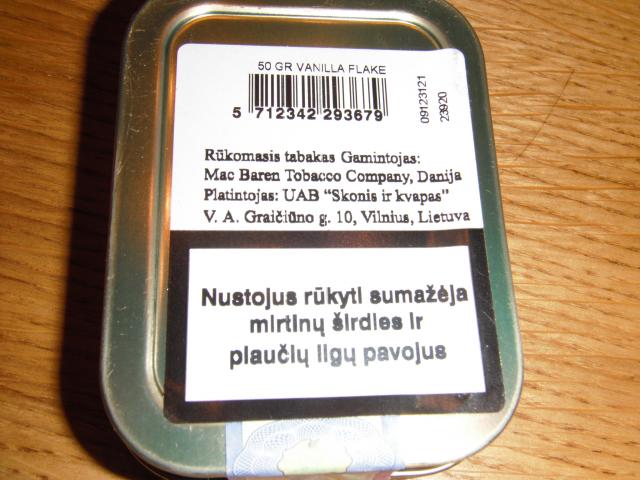 50 GR VANILLA FLAKE
5 712342 293679
09123121
23920
Rūkomasis tabakas Gamintojas:
Mac Baren Tobacco Company, Danija
Platintojas: UAB "Skonis ir kvapas"
V. A. Graičiūno g. 10, Vilnius, Lietuva
Nustojus rūkyti sumažėja
mirtinų širdies ir
plaučių ligų pavojus